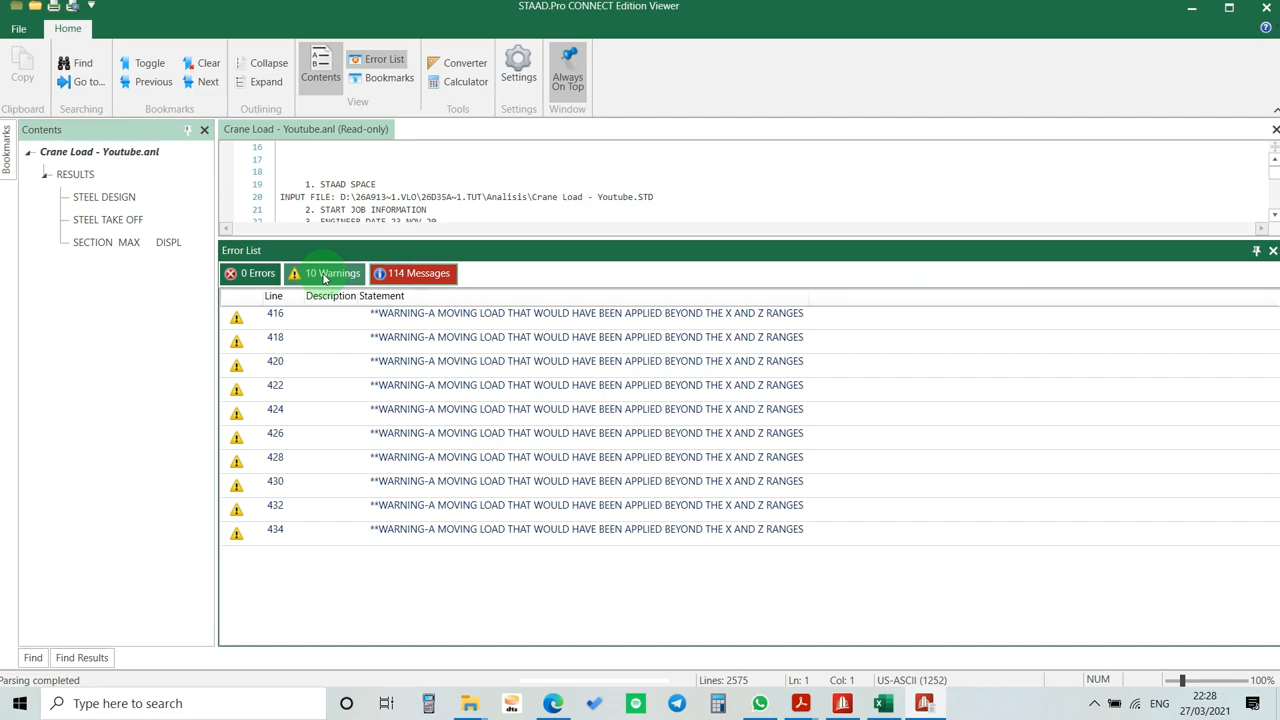 STAAD.Pro CONNECT Edition Viewer
File Home
Copy
Find
Go to...
Toggle
Previous
Clear
Next
Collapse
Expand
Contents
Error List
Bookmarks
Converter
Calculator
Settings
Always
On Top
Clipboard Searching Bookmarks Outlining View Tools Settings Window
Bookmarks
Contents
Crane Load - Youtube.anl
RESULTS
STEEL DESIGN
STEEL TAKE OFF
SECTION MAX DISPL
Crane Load - Youtube.anl (Read-only)
16
17
18
19 1. STAAD SPACE
20 INPUT FILE: D:\26A913~1.VLO\26D35A~1.TUT\Analisis\Crane Load - Youtube.STD
21 2. START JOB INFORMATION
22 3. ENGINEER DATE 23-NOV-20
Error List
0 Errors 10 Warnings 114 Messages
Line Description Statement
416 **WARNING-A MOVING LOAD THAT WOULD HAVE BEEN APPLIED BEYOND THE X AND Z RANGES
418 **WARNING-A MOVING LOAD THAT WOULD HAVE BEEN APPLIED BEYOND THE X AND Z RANGES
420 **WARNING-A MOVING LOAD THAT WOULD HAVE BEEN APPLIED BEYOND THE X AND Z RANGES
422 **WARNING-A MOVING LOAD THAT WOULD HAVE BEEN APPLIED BEYOND THE X AND Z RANGES
424 **WARNING-A MOVING LOAD THAT WOULD HAVE BEEN APPLIED BEYOND THE X AND Z RANGES
426 **WARNING-A MOVING LOAD THAT WOULD HAVE BEEN APPLIED BEYOND THE X AND Z RANGES
428 **WARNING-A MOVING LOAD THAT WOULD HAVE BEEN APPLIED BEYOND THE X AND Z RANGES
430 **WARNING-A MOVING LOAD THAT WOULD HAVE BEEN APPLIED BEYOND THE X AND Z RANGES
432 **WARNING-A MOVING LOAD THAT WOULD HAVE BEEN APPLIED BEYOND THE X AND Z RANGES
434 **WARNING-A MOVING LOAD THAT WOULD HAVE BEEN APPLIED BEYOND THE X AND Z RANGES
Find Find Results
Parsing completed Lines: 2575 Ln: 1 Col: 1 US-ASCII (1252) NUM 100%
Type here to search
dts
ENG
22:28
27/03/2021